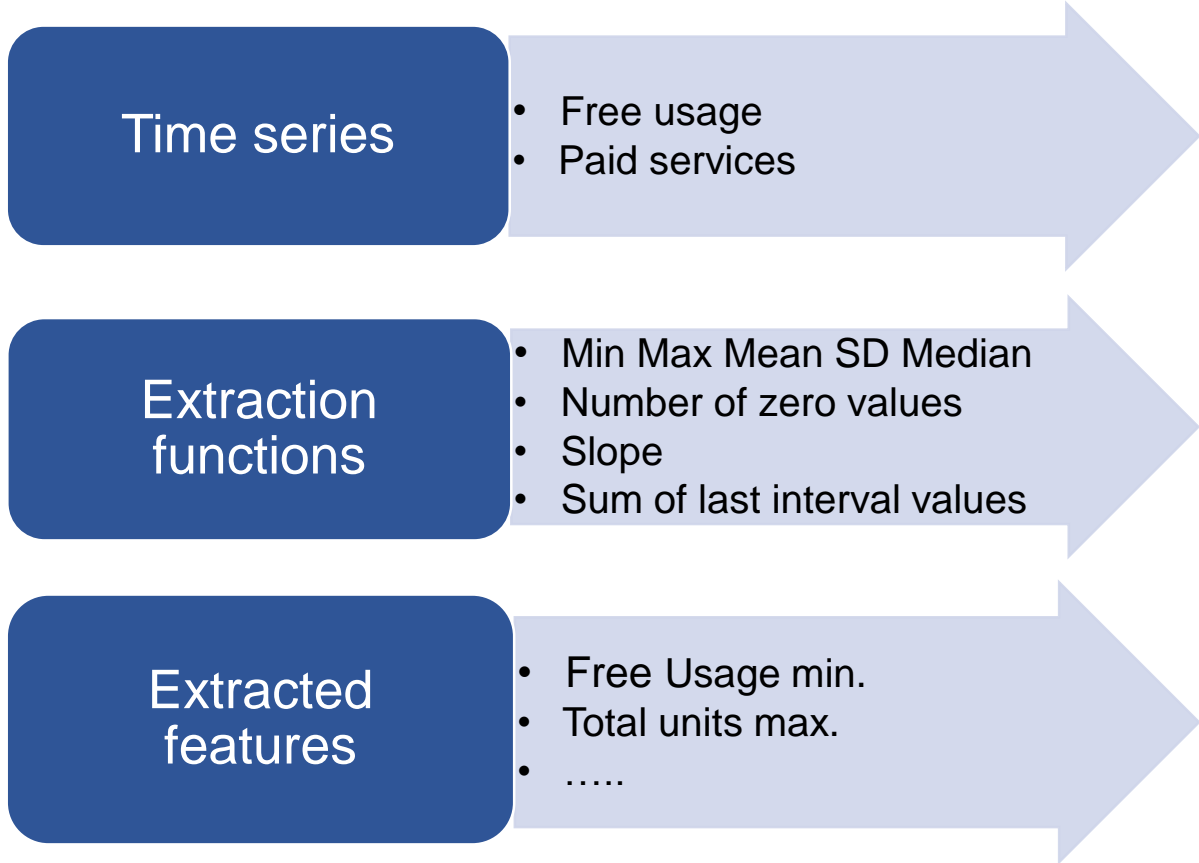 Time series
• Free usage
• Paid services
Extraction
functions
• Min Max Mean SD Median
• Number of zero values
• Slope
• Sum of last interval values
Extracted
features
• Free Usage min.
• Total units max.
• …..